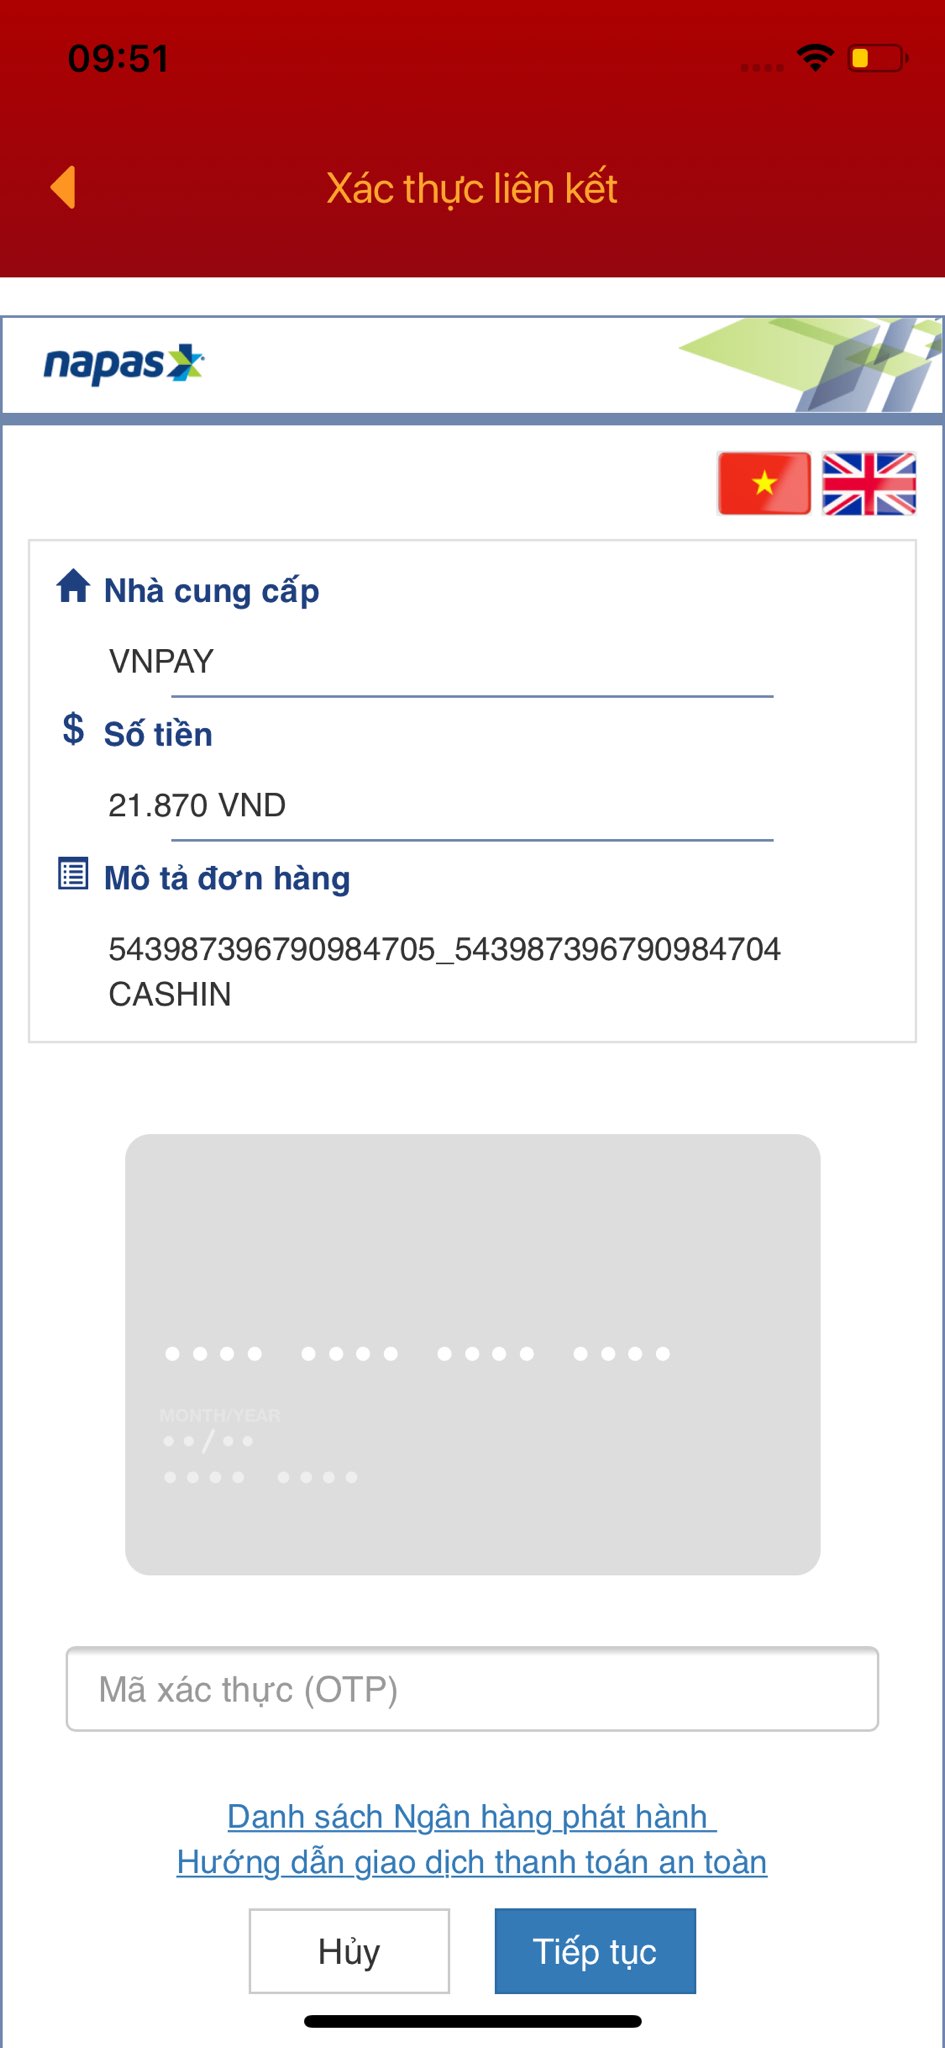 09:51
Xác thực liên kết
napas
Nhà cung cấp
VNPAY
$ Số tiền
21.870 VND
Mô tả đơn hàng
543987396790984705_543987396790984704
CASHIN
MONTH/YEAR
Mã xác thực (OTP)
Danh sách Ngân hàng phát hành
Hướng dẫn giao dịch thanh toán an toàn
Hủy
Tiếp tục